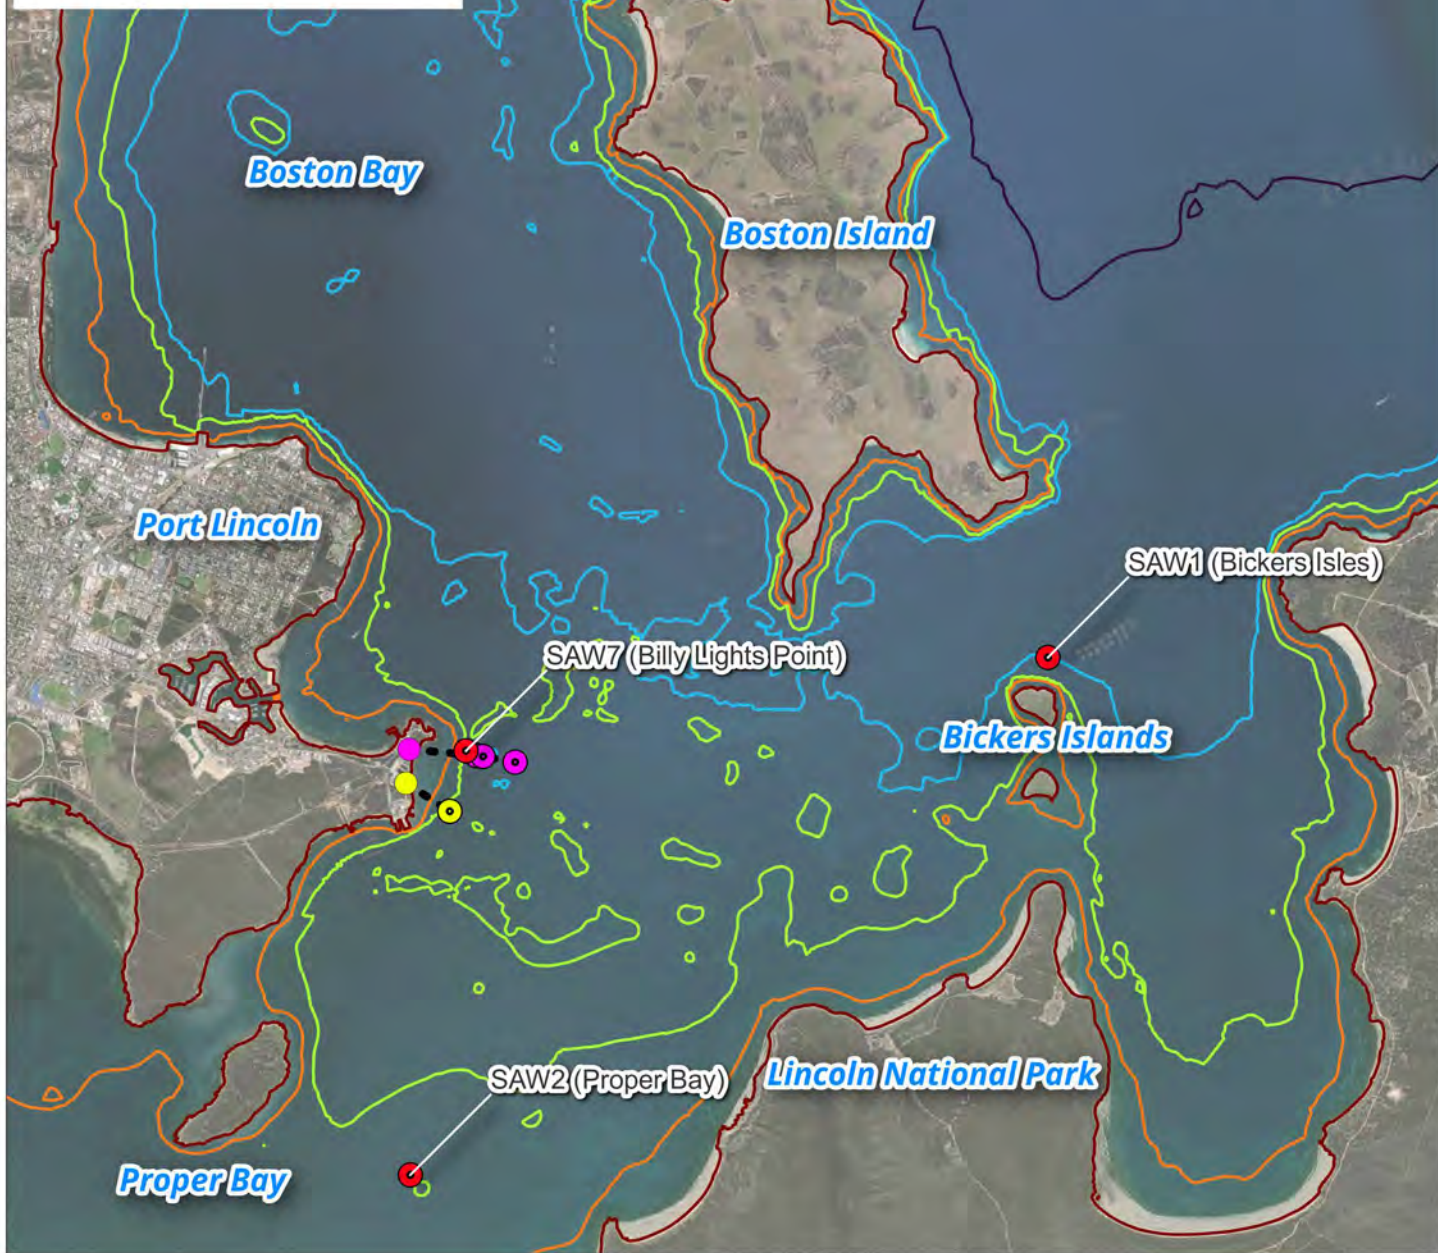 Boston Bay
Boston Island
Port Lincoln
SAW1 (Bickers Isles)
SAW7 (Billy Lights Point)
Bickers Islands
SAW2 (Proper Bay)
Lincoln National Park
Proper Bay